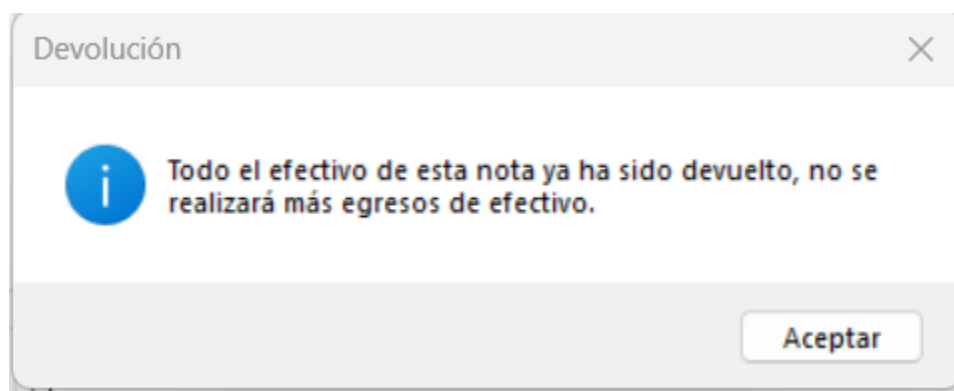 Devolución
Todo el efectivo de esta nota ya ha sido devuelto, no se
realizará más egresos de efectivo.
Aceptar